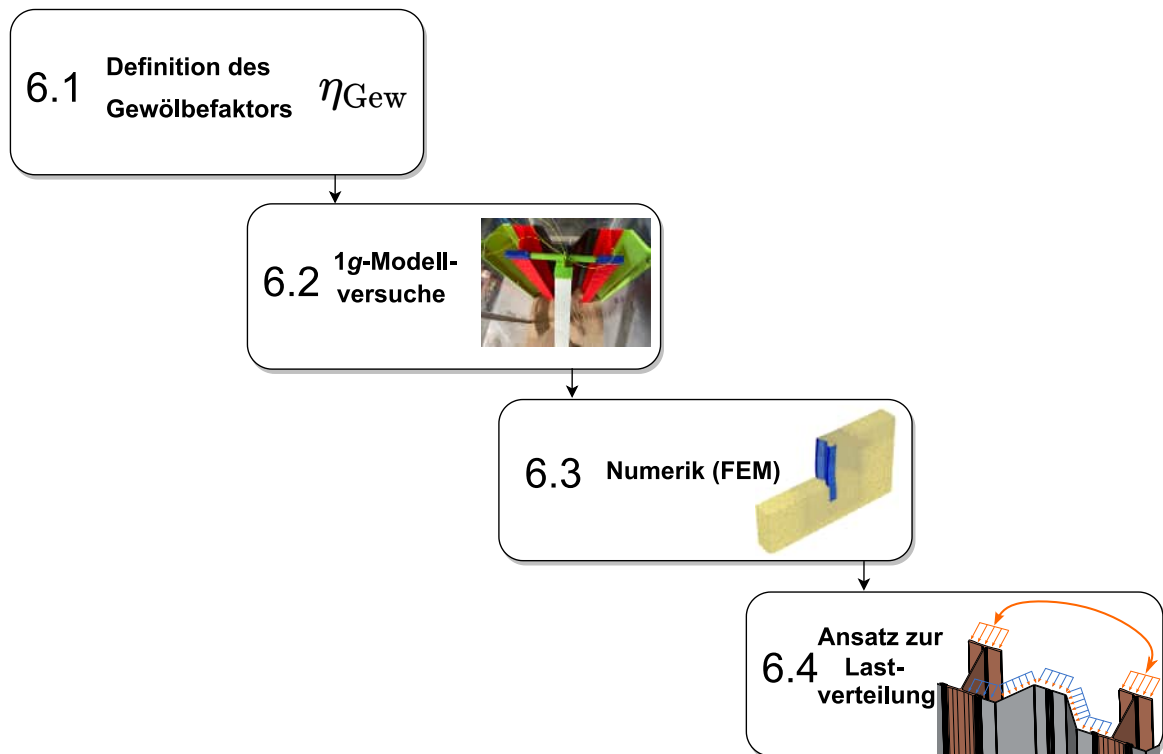 6.1
Definition des
Gewölbefaktors
ηGew
6.2
1g-Modell-
versuche
6.3
Numerik (FEM)
6.4
Ansatz zur
Last-
verteilung